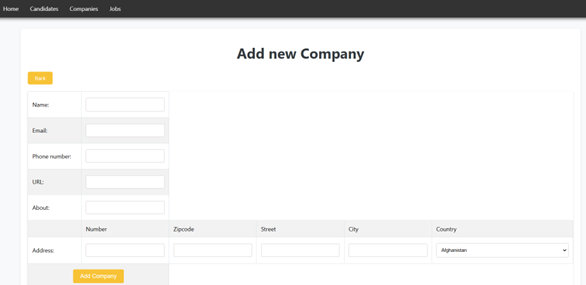 Home Candidates Companies Jobs
Add new Company
Back
Name:
Email:
Phone number:
URL:
About:
Number Zipcode Street City Country
Address: Afghanistan
Add Company